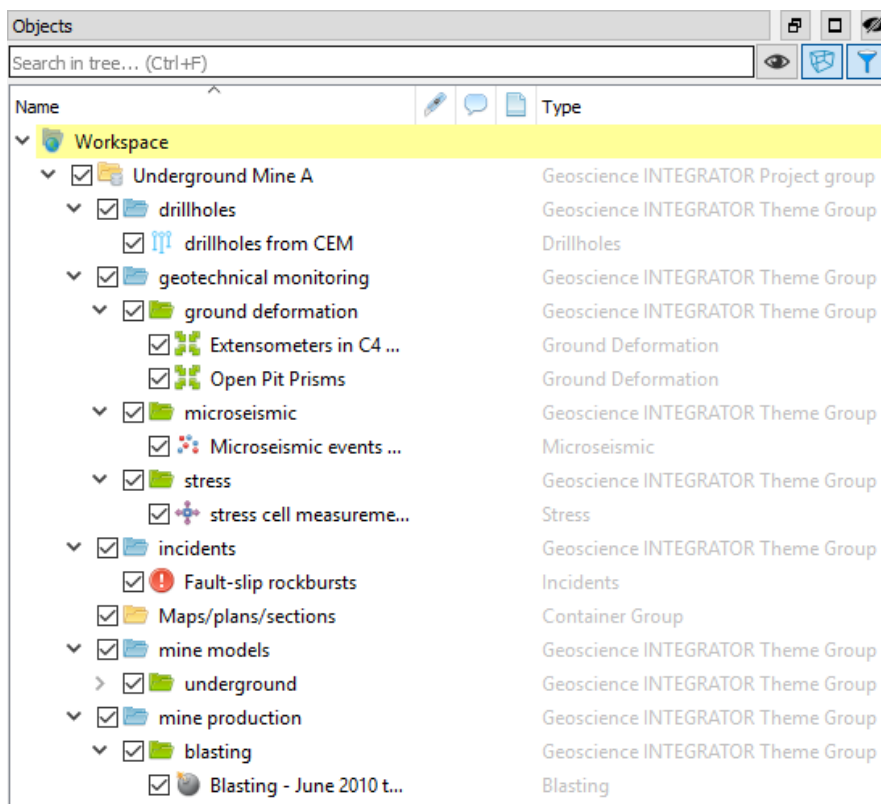 Objects
Search in tree... (Ctrl+F)
Name Type
Workspace
Underground Mine A Geoscience INTEGRATOR Project group
drillholes Geoscience INTEGRATOR Theme Group
drillholes from CEM Drillholes
geotechnical monitoring Geoscience INTEGRATOR Theme Group
ground deformation Geoscience INTEGRATOR Theme Group
Extensometers in C4 ... Ground Deformation
Open Pit Prisms Ground Deformation
microseismic Geoscience INTEGRATOR Theme Group
Microseismic events ... Microseismic
stress Geoscience INTEGRATOR Theme Group
stress cell measureme... Stress
incidents Geoscience INTEGRATOR Theme Group
Fault-slip rockbursts Incidents
Maps/plans/sections Container Group
mine models Geoscience INTEGRATOR Theme Group
underground Geoscience INTEGRATOR Theme Group
mine production Geoscience INTEGRATOR Theme Group
blasting Geoscience INTEGRATOR Theme Group
Blasting - June 2010 t... Blasting